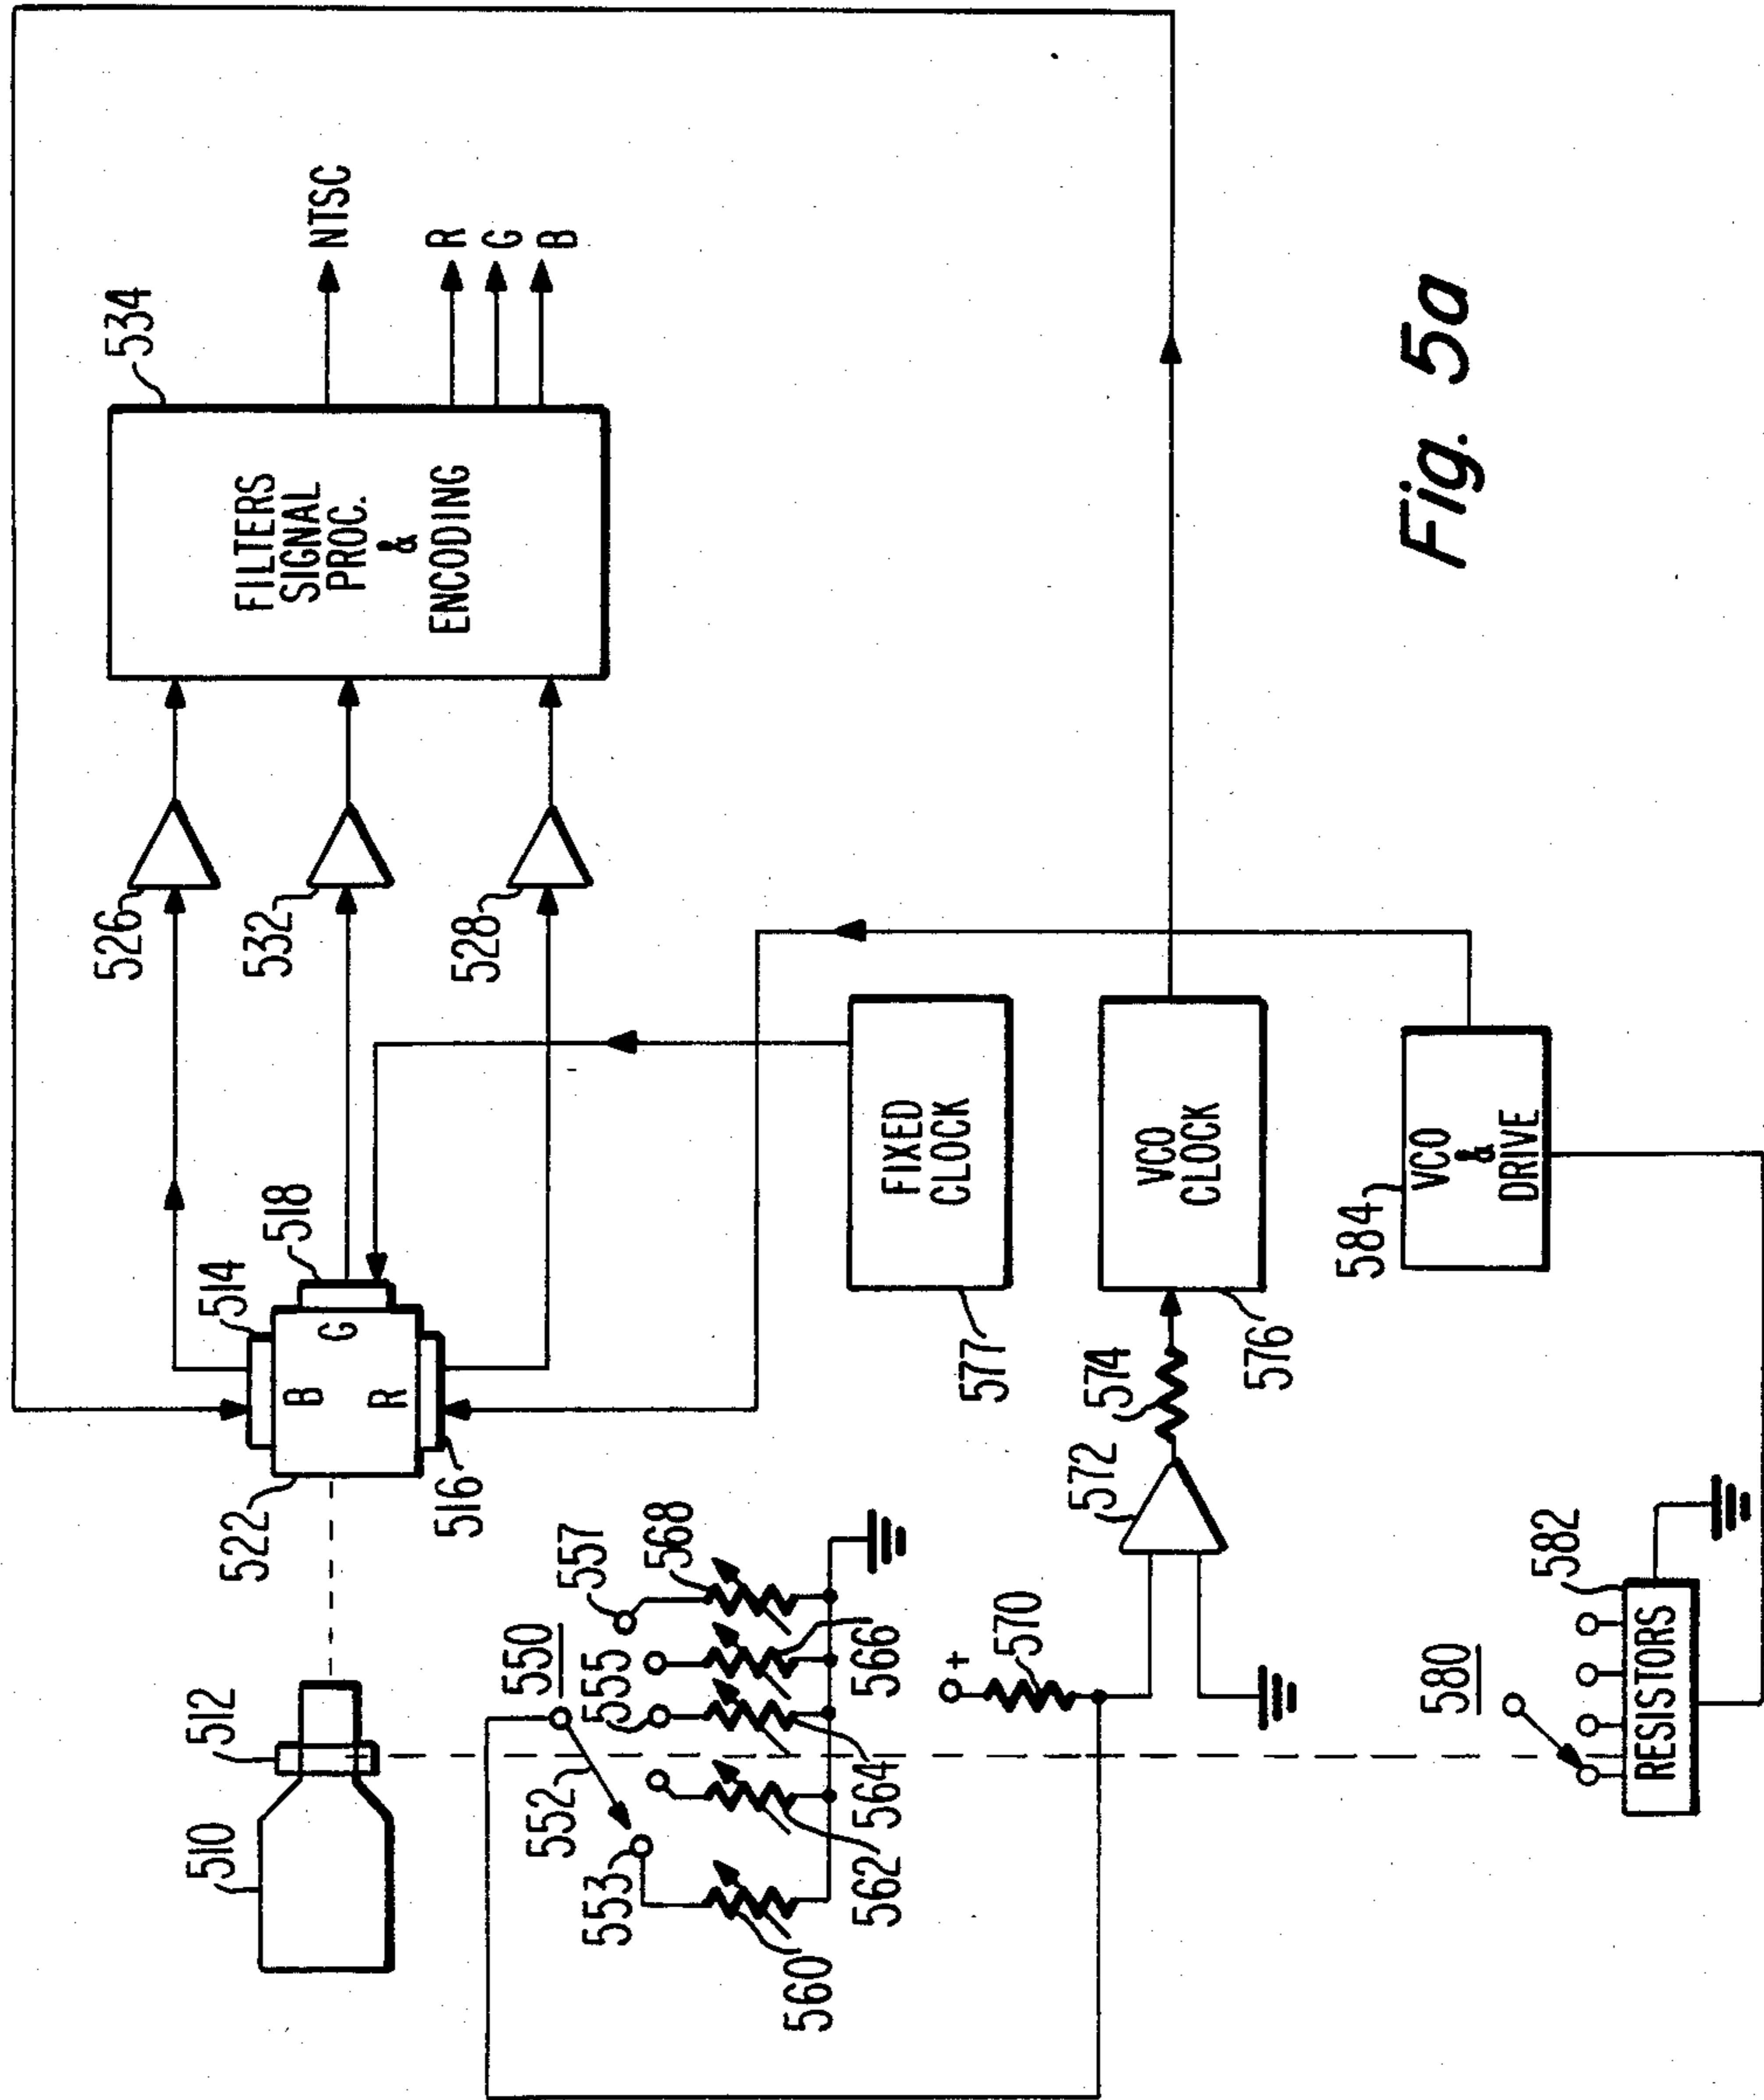 510
512
522
514
518
516
B
G
R
526
532
528
534
FILTERS
SIGNAL
PROC.
&
ENCODING
NTSC
R
G
B
550
552
553
555
557
560
562
564
566
568
+
570
572
574
577
FIXED
CLOCK
576
VCO
CLOCK
580
582
RESISTORS
584
VCO
&
DRIVE
Fig. 5a